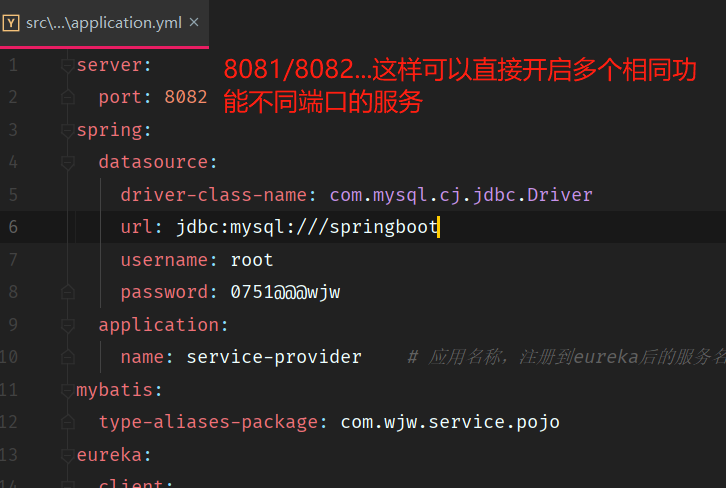 src\...\application.yml ×
8081/8082...这样可以直接开启多个相同功
能不同端口的服务
1 server:
2 port: 8082
3 spring:
4 datasource:
5 driver-class-name: com.mysql.cj.jdbc.Driver
6 url: jdbc:mysql:///springboot
7 username: root
8 password: 0751@@@wjw
9 application:
10 name: service-provider # 应用名称，注册到eureka后的服务名
11 mybatis:
12 type-aliases-package: com.wjw.service.pojo
13 eureka:
14 client: